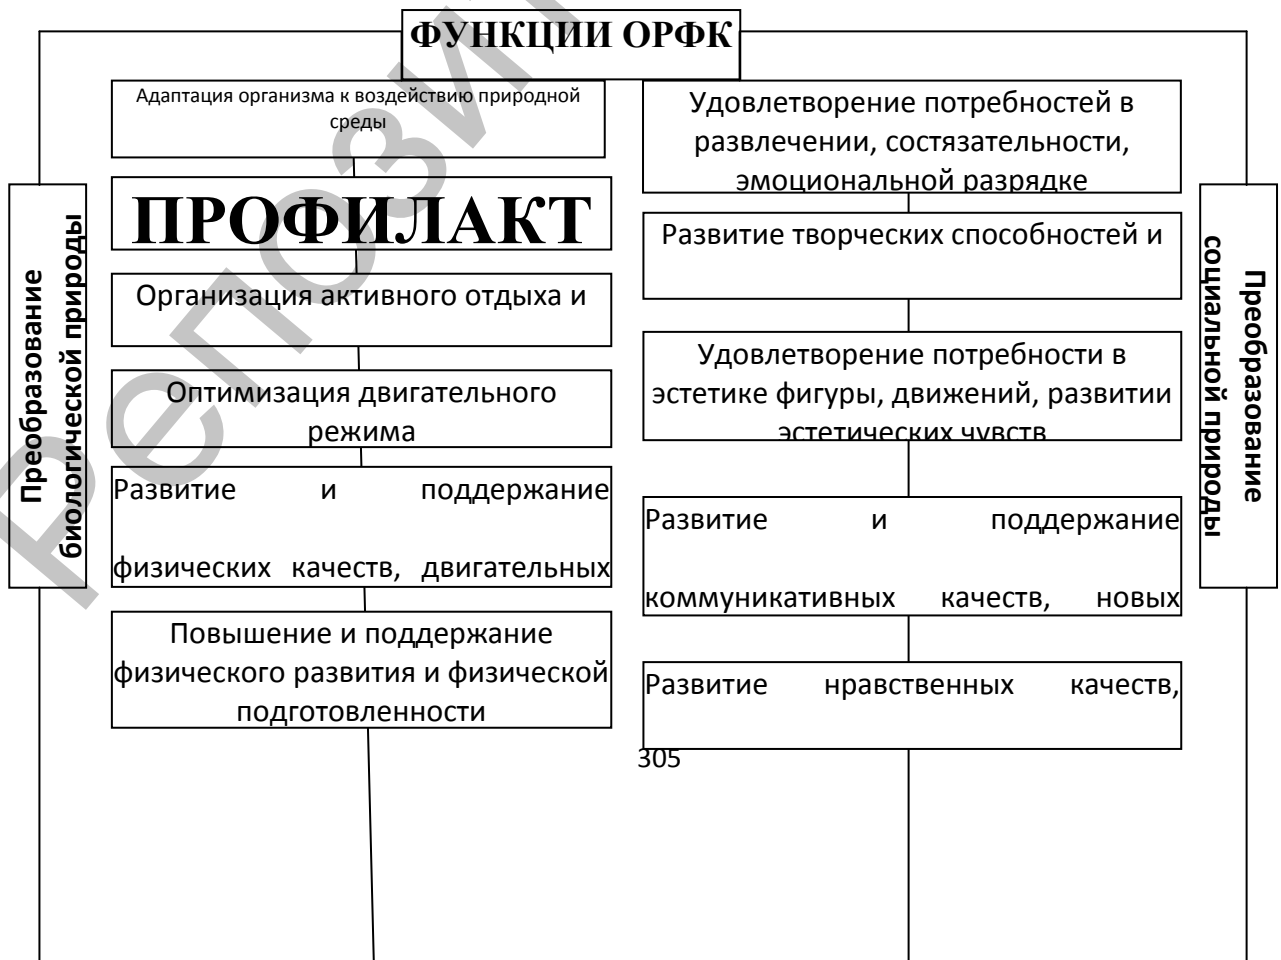 ФУНКЦИИ ОРФК
Преобразование
биологической природы
Адаптация организма к воздействию природной
среды
ПРОФИЛАКТ
Организация активного отдыха и
Оптимизация двигательного
режима
Развитие и поддержание
физических качеств, двигательных
Повышение и поддержание
физического развития и физической
подготовленности
Удовлетворение потребностей в
развлечении, состязательности,
эмоциональной разрядке
Развитие творческих способностей и
Удовлетворение потребности в
эстетике фигуры, движений, развитии
эстетических чувств
Развитие и поддержание
коммуникативных качеств, новых
Развитие нравственных качеств,
Преобразование
социальной природы
305